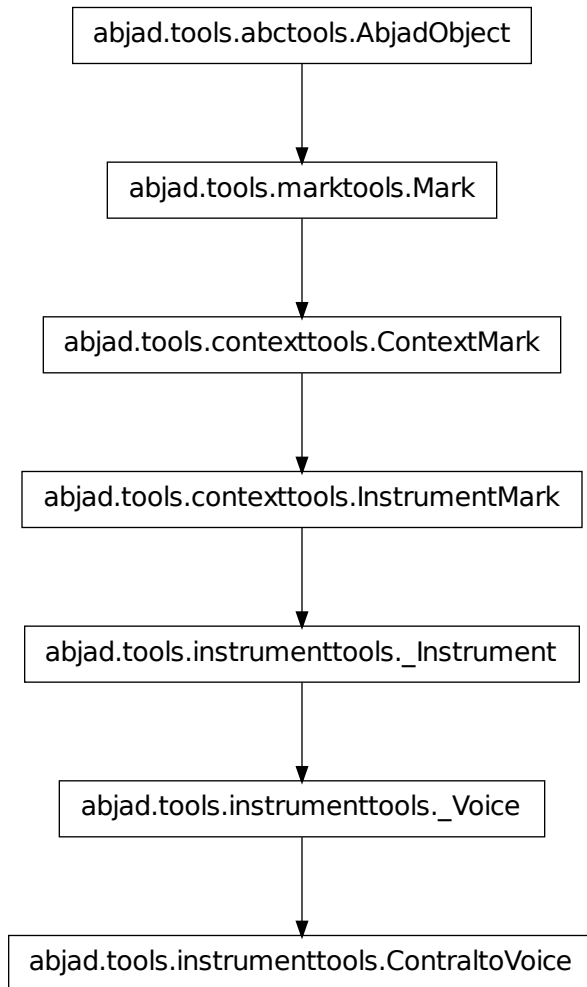 abjad.tools.abctools.AbjadObject
abjad.tools.marktools.Mark
abjad.tools.contexttools.ContextMark
abjad.tools.contexttools.InstrumentMark
abjad.tools.instrumenttools._Instrument
abjad.tools.instrumenttools._Voice
abjad.tools.instrumenttools.ContraltoVoice